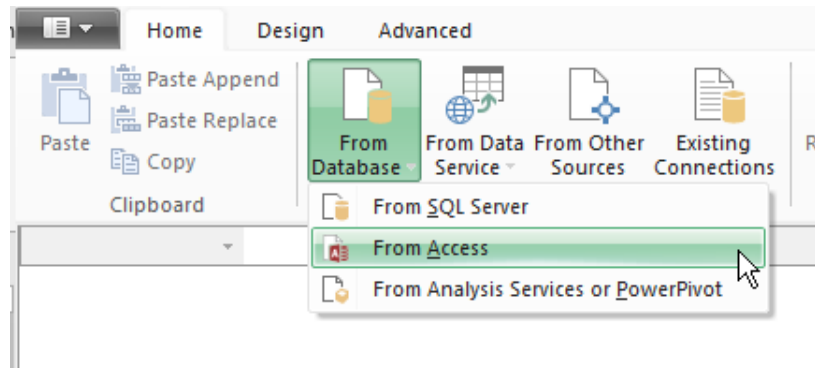 Home Design Advanced
Paste Append
Paste Replace
Paste
Copy
Clipboard
From Database
From Data Service
From Other Sources
Existing Connections
From SQL Server
From Access
From Analysis Services or PowerPivot